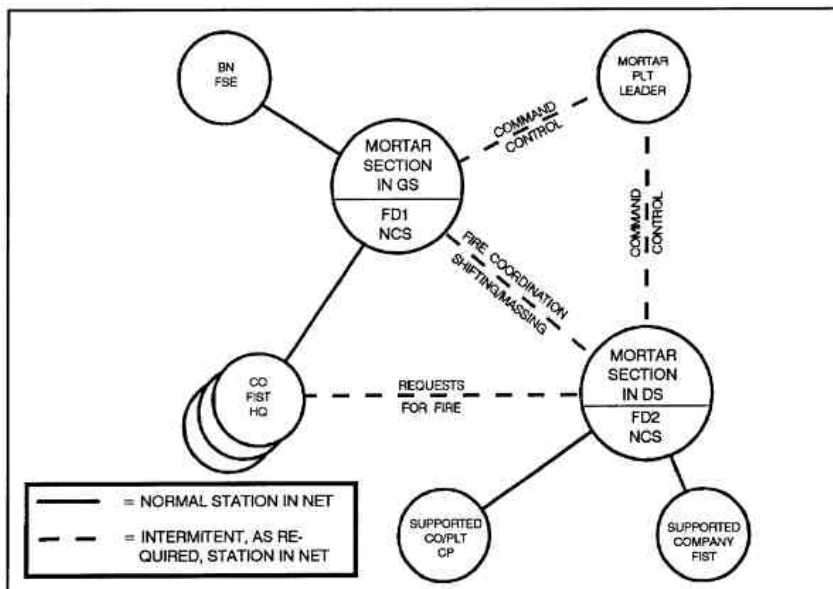 BN
FSE
MORTAR
PLT
LEADER
MORTAR
SECTION
IN GS
FD1
NCS
COMMAND
CONTROL
COMMAND
CONTROL
FIRE COORDINATION
SHIFTING/MASSING
CO
FIST
HQ
REQUESTS
FOR FIRE
MORTAR
SECTION
IN DS
FD2
NCS
SUPPORTED
CO/PLT
CP
SUPPORTED
COMPANY
FIST
= NORMAL STATION IN NET
= INTERMITENT, AS RE-
QUIRED, STATION IN NET